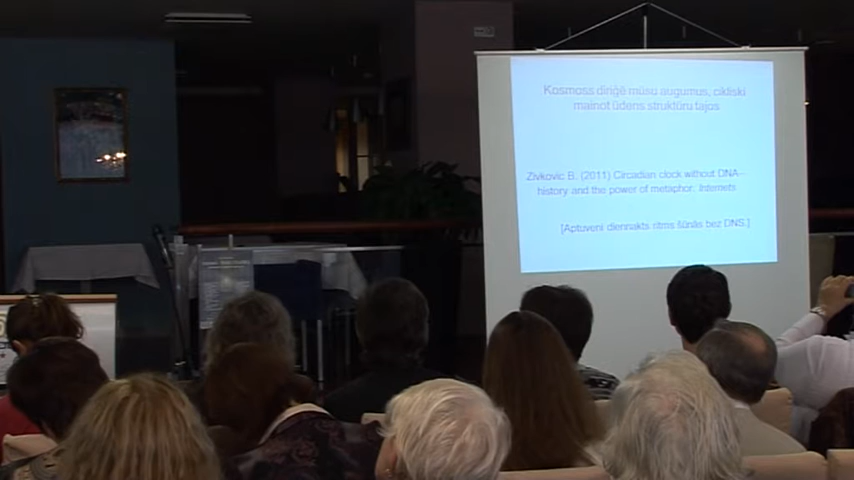 Kosmoss diriģē mūsu augumus, cikliski
mainot ūdens struktūru tajos
Zivkovic B. (2011) Circadian clock without DNA--
history and the power of metaphor. Internets
[Aptuveni diennakts ritms šūnās bez DNS.]